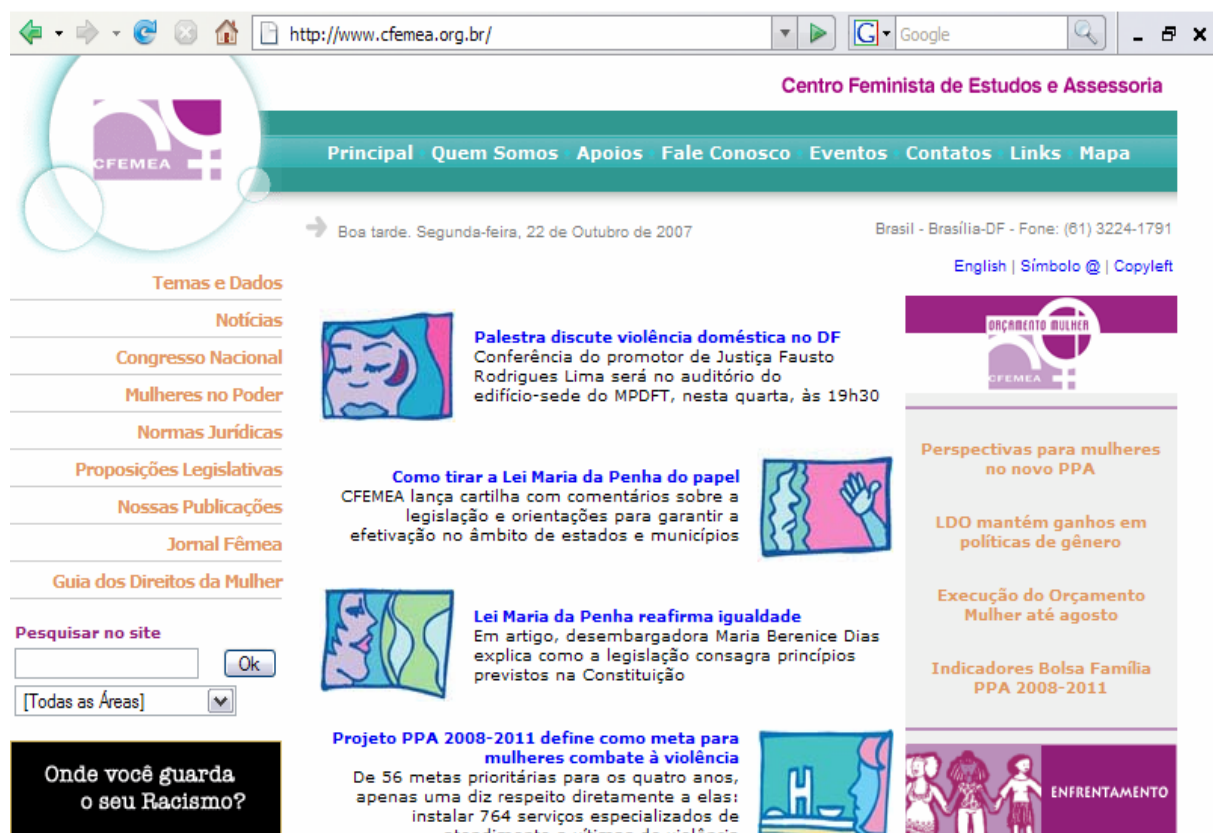 http://www.cfemea.org.br/
Google
Centro Feminista de Estudos e Assessoria
CFEMEA
Principal Quem Somos Apoios Fale Conosco Eventos Contatos Links Mapa
Boa tarde. Segunda-feira, 22 de Outubro de 2007
Brasil - Brasília-DF - Fone: (61) 3224-1791
English | Símbolo @ | Copyleft
Temas e Dados
Notícias
Congresso Nacional
Mulheres no Poder
Normas Jurídicas
Proposições Legislativas
Nossas Publicações
Jornal Fêmea
Guia dos Direitos da Mulher
Pesquisar no site
Ok
[Todas as Áreas]
Onde você guarda
o seu Racismo?
Palestra discute violência doméstica no DF
Conferência do promotor de Justiça Fausto
Rodrigues Lima será no auditório do
edifício-sede do MPDFT, nesta quarta, às 19h30
Como tirar a Lei Maria da Penha do papel
CFEMEA lança cartilha com comentários sobre a
legislação e orientações para garantir a
efetivação no âmbito de estados e municípios
Lei Maria da Penha reafirma igualdade
Em artigo, desembargadora Maria Berenice Dias
explica como a legislação consagra princípios
previstos na Constituição
Projeto PPA 2008-2011 define como meta para
mulheres combate à violência
De 56 metas prioritárias para os quatro anos,
apenas uma diz respeito diretamente a elas:
instalar 764 serviços especializados de
atendimento a vítimas de violência
ORÇAMENTO MULHER
CFEMEA
Perspectivas para mulheres
no novo PPA
LDO mantém ganhos em
políticas de gênero
Execução do Orçamento
Mulher até agosto
Indicadores Bolsa Família
PPA 2008-2011
ENFRENTAMENTO